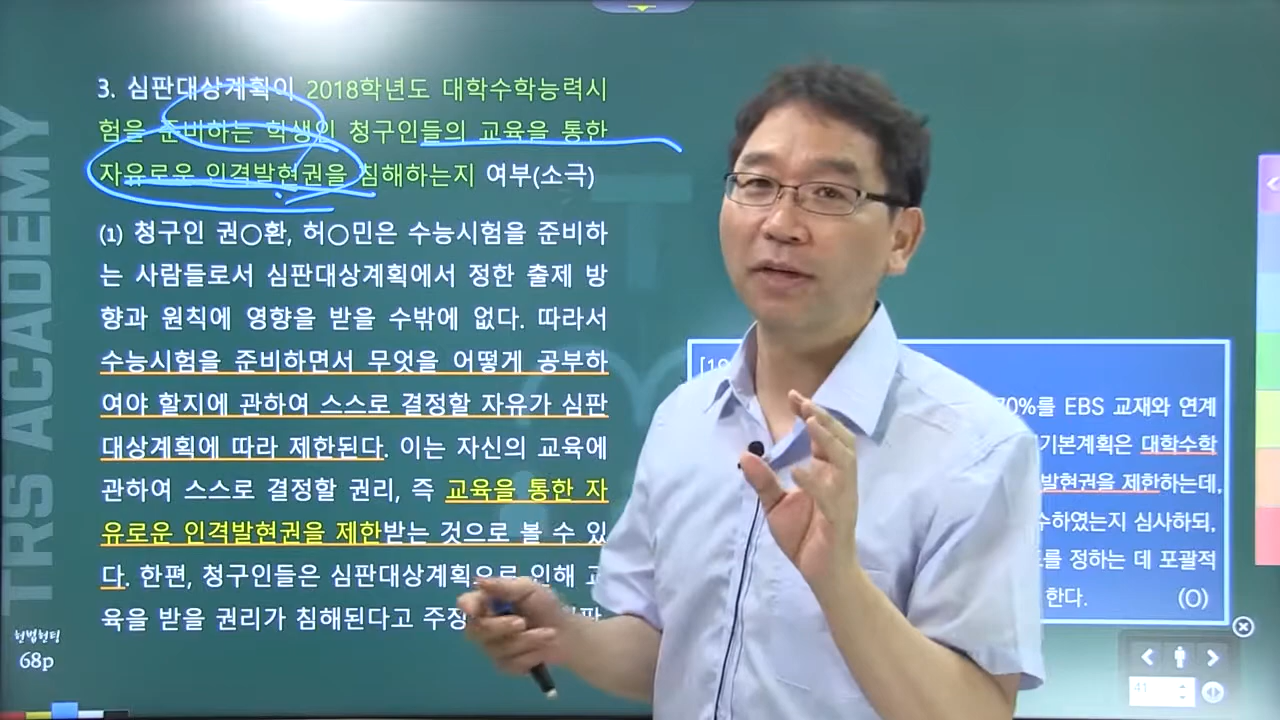 3. 심판대상계획이 2018학년도 대학수학능력시
험을 준비하는 학생인 청구인들의 교육을 통한
자유로운 인격발현권을 침해하는지 여부(소극)
(1) 청구인 권○환, 허○민은 수능시험을 준비하
는 사람들로서 심판대상계획에서 정한 출제 방
향과 원칙에 영향을 받을 수밖에 없다. 따라서
수능시험을 준비하면서 무엇을 어떻게 공부하
여야 할지에 관하여 스스로 결정할 자유가 심판
대상계획에 따라 제한된다. 이는 자신의 교육에
관하여 스스로 결정할 권리, 즉 교육을 통한 자
유로운 인격발현권을 제한받는 것으로 볼 수 있
다. 한편, 청구인들은 심판대상계획으로 인해 교
육을 받을 권리가 침해된다고 주장
70%를 EBS 교재와 연계
기본계획은 대학수학
발현권을 제한하는데,
수하였는지 심사하되,
도를 정하는 데 포괄적
한다. (O)
TRS ACADEMY
헌법헌팅
68p
41